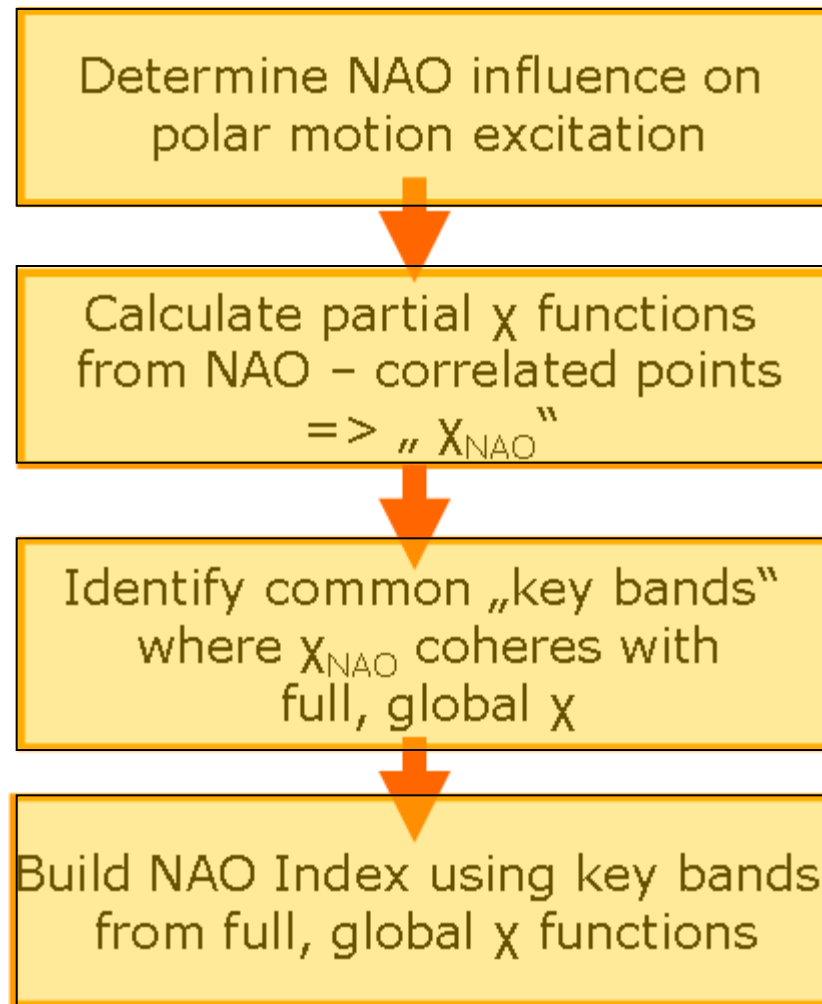 Determine NAO influence on
polar motion excitation
Calculate partial χ functions
from NAO – correlated points
= > „ χNAO“
Identify common „key bands“
where χNAO coheres with
full, global χ
Build NAO Index using key bands
from full, global χ functions